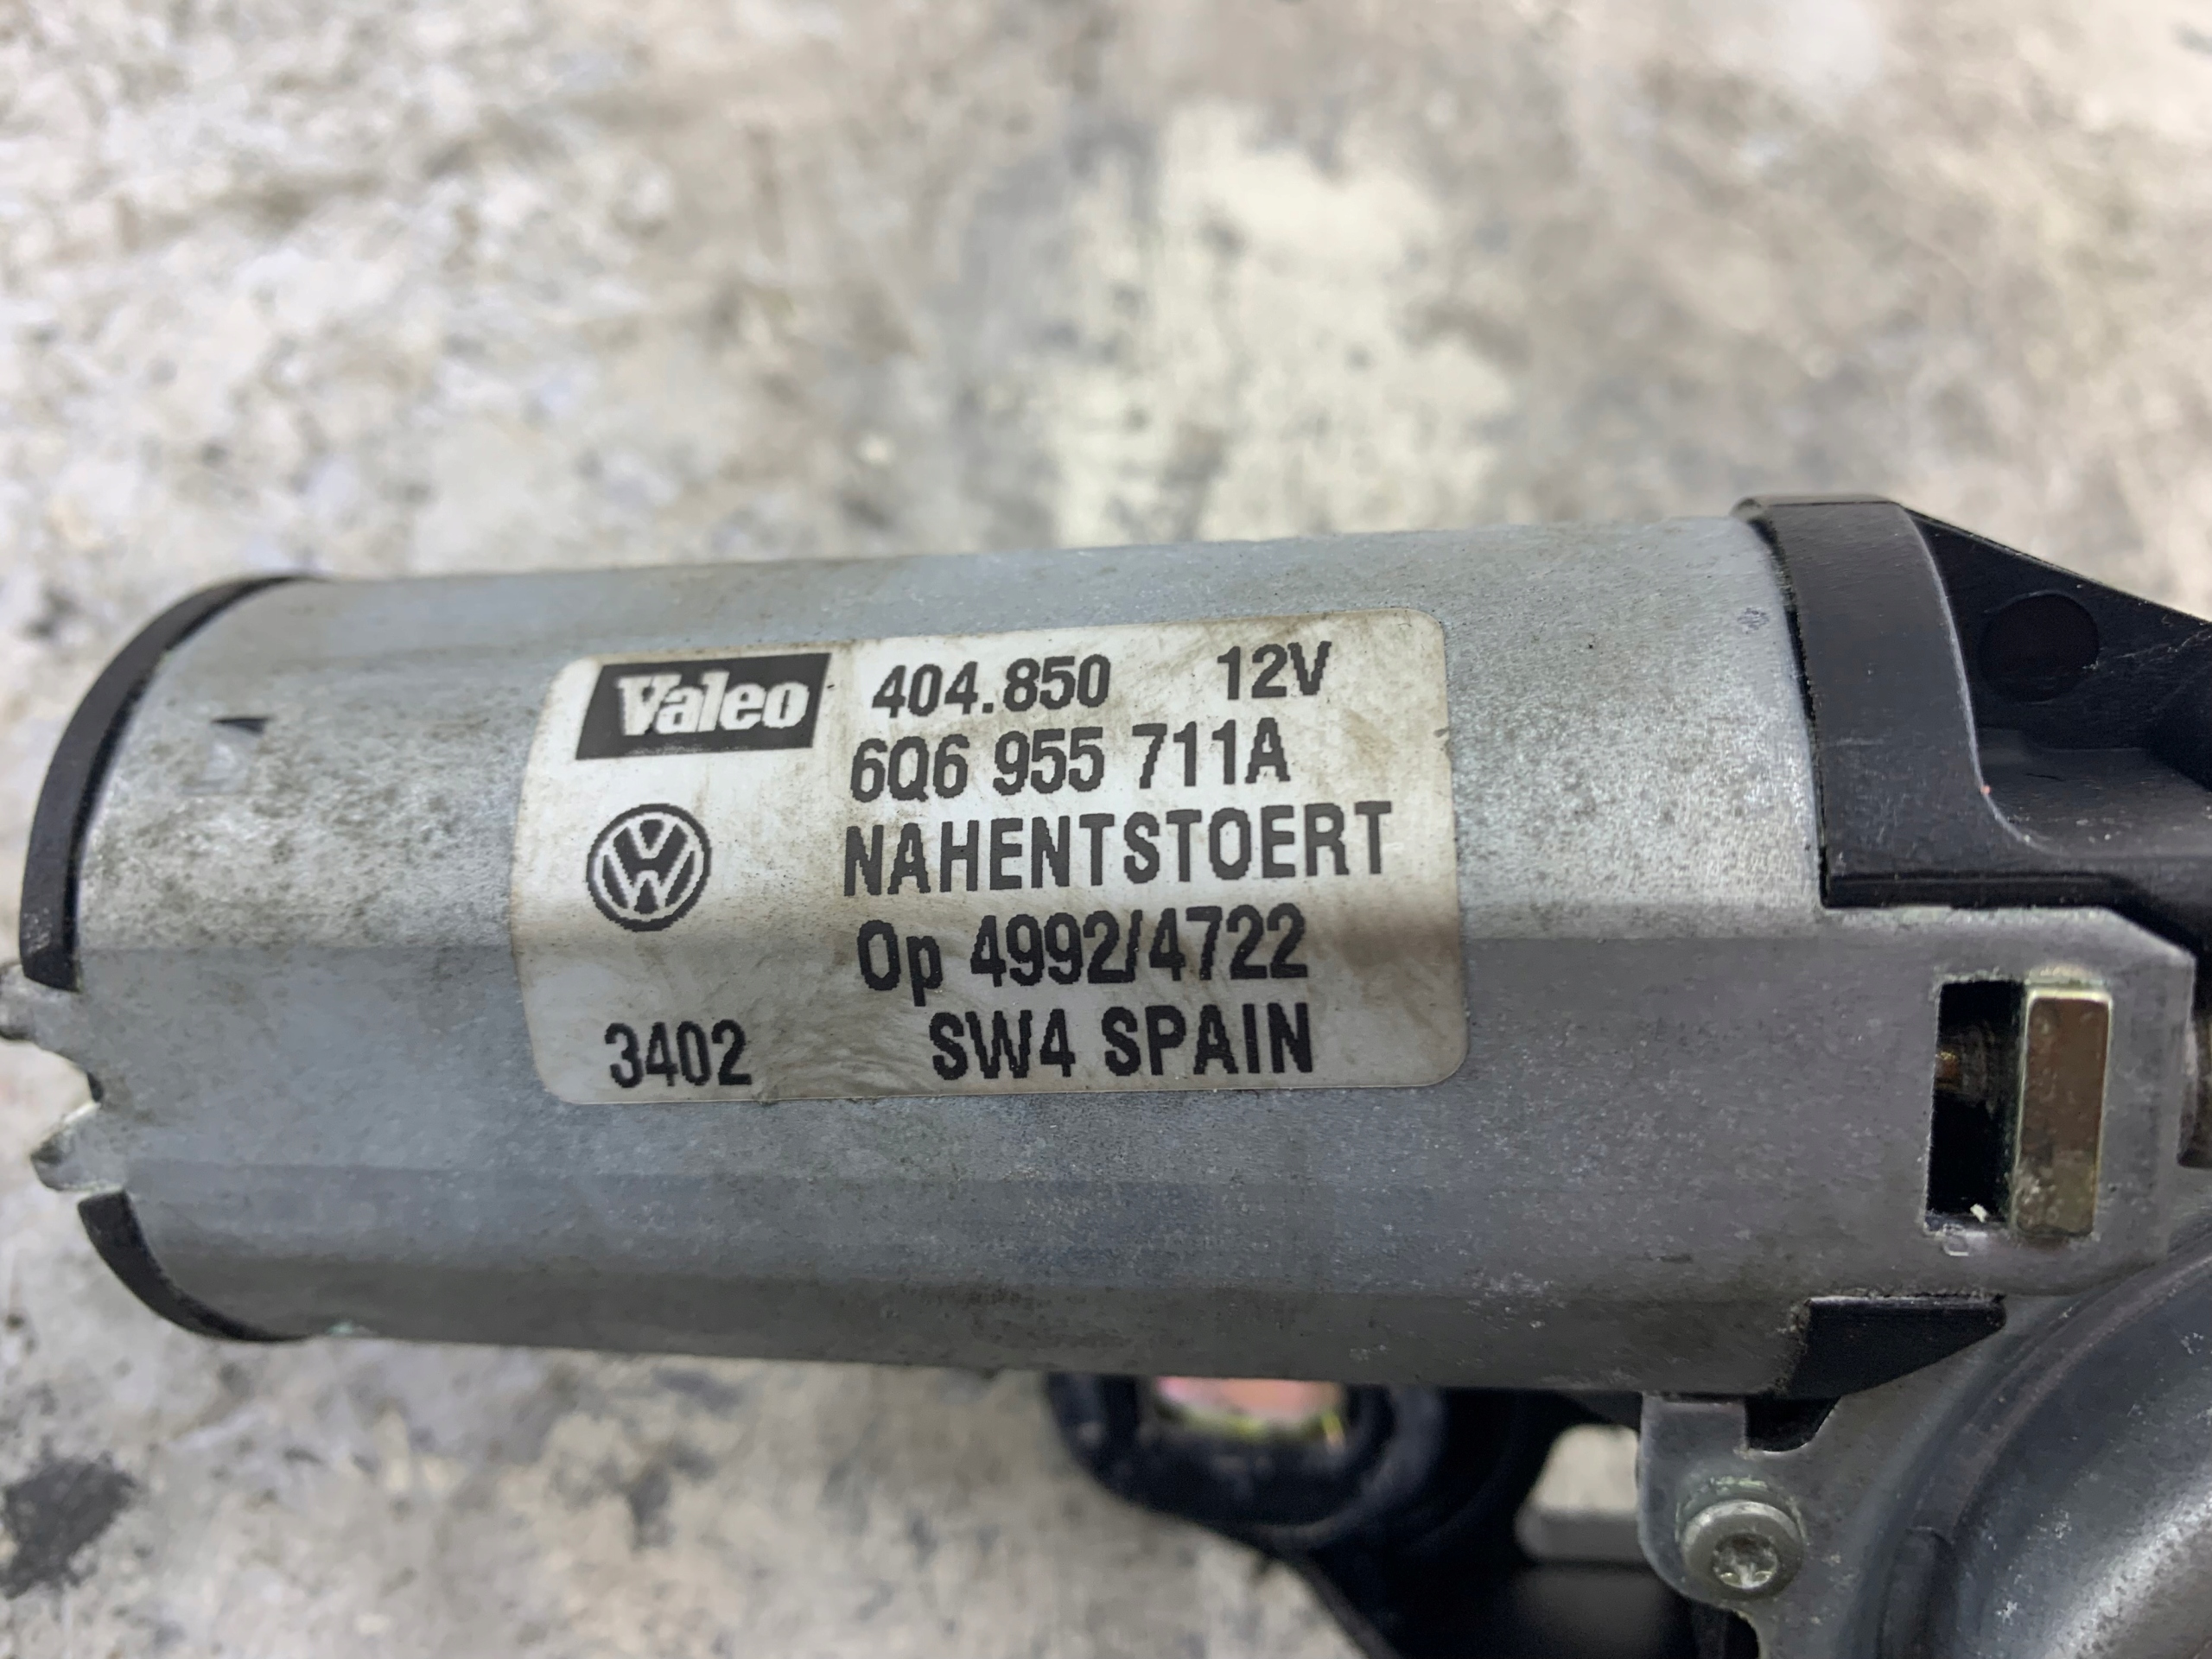 Valeo 404.850 12V
6Q6 955 711A
NAHENTSTOERT
Op 4992/4722
3402 SW4 SPAIN